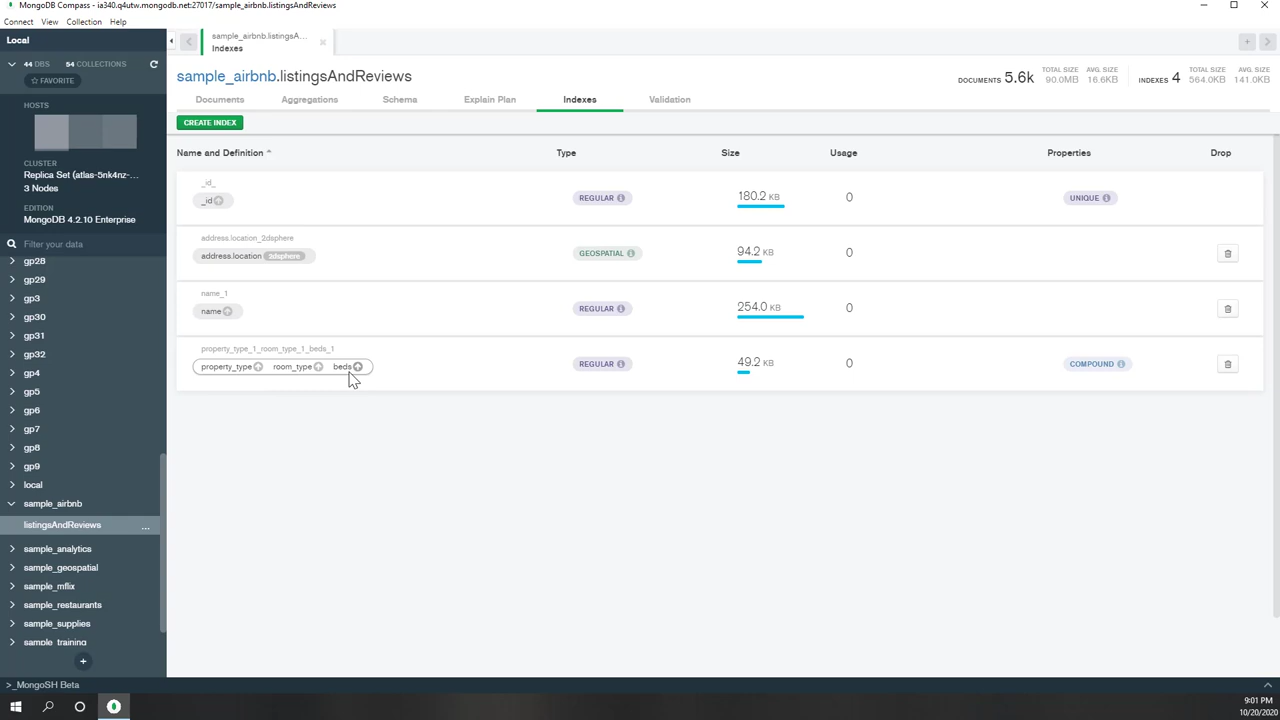 MongoDB Compass - ia340.q4utw.mongodb.net:27017/sample_airbnb.listingsAndReviews
Connect View Collection Help
Local
44 DBS 54 COLLECTIONS
☆ FAVORITE
HOSTS
CLUSTER
Replica Set (atlas-5nk4nz-...
3 Nodes
EDITION
MongoDB 4.2.10 Enterprise
Filter your data
gp28
gp29
gp3
gp30
gp31
gp32
gp4
gp5
gp6
gp7
gp8
gp9
local
sample_airbnb
listingsAndReviews ...
sample_analytics
sample_geospatial
sample_mflix
sample_restaurants
sample_supplies
sample_training
+
sample_airbnb.listingsA...
Indexes
sample_airbnb.listingsAndReviews
DOCUMENTS 5.6k TOTAL SIZE 90.0MB AVG. SIZE 16.6KB
INDEXES 4 TOTAL SIZE 564.0KB AVG. SIZE 141.0KB
Documents Aggregations Schema Explain Plan Indexes Validation
CREATE INDEX
Name and Definition Type Size Usage Properties Drop
_id_
_id REGULAR 180.2 KB 0 UNIQUE
address.location_2dsphere
address.location 2dsphere GEOSPATIAL 94.2 KB 0
name_1
name REGULAR 254.0 KB 0
property_type_1_room_type_1_beds_1
property_type room_type beds REGULAR 49.2 KB 0 COMPOUND
>_MongoSH Beta
9:01 PM
10/20/2020